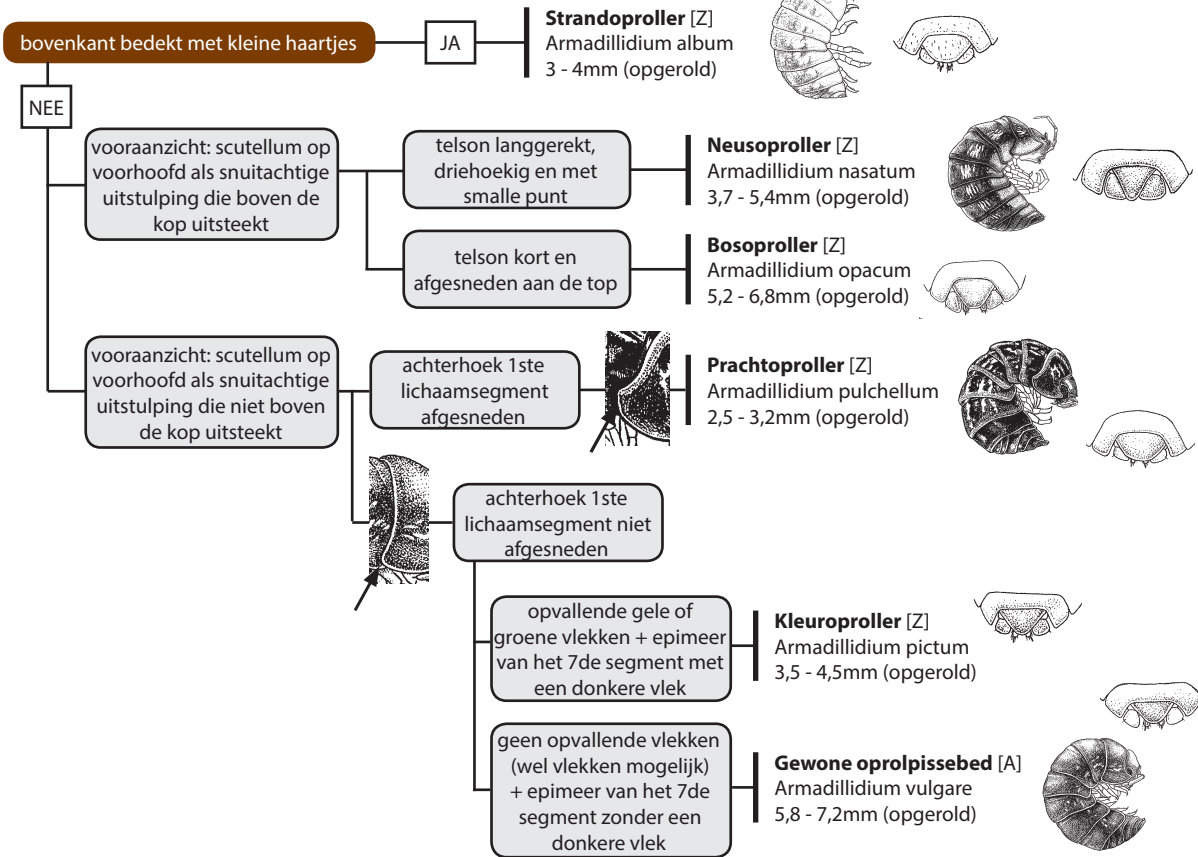 bovenkant bedekt met kleine haartjes
JA
Strandoproller [Z]
Armadillidium album
3 - 4mm (opgerold)
NEE
vooraanzicht: scutellum op
voorhoofd als snuitachtige
uitstulping die boven de
kop uitsteekt
telson langgerekt,
driehoekig en met
smalle punt
Neusoproller [Z]
Armadillidium nasatum
3,7 - 5,4mm (opgerold)
telson kort en
afgesneden aan de top
Bosoproller [Z]
Armadillidium opacum
5,2 - 6,8mm (opgerold)
vooraanzicht: scutellum op
voorhoofd als snuitachtige
uitstulping die niet boven
de kop uitsteekt
achterhoek 1ste
lichaamsegment
afgesneden
Prachtoproller [Z]
Armadillidium pulchellum
2,5 - 3,2mm (opgerold)
achterhoek 1ste
lichaamsegment niet
afgesneden
opvallende gele of
groene vlekken + epimeer
van het 7de segment met
een donkere vlek
Kleuroproller [Z]
Armadillidium pictum
3,5 - 4,5mm (opgerold)
geen opvallende vlekken
(wel vlekken mogelijk)
+ epimeer van het 7de
segment zonder een
donkere vlek
Gewone oprolpissebed [A]
Armadillidium vulgare
5,8 - 7,2mm (opgerold)